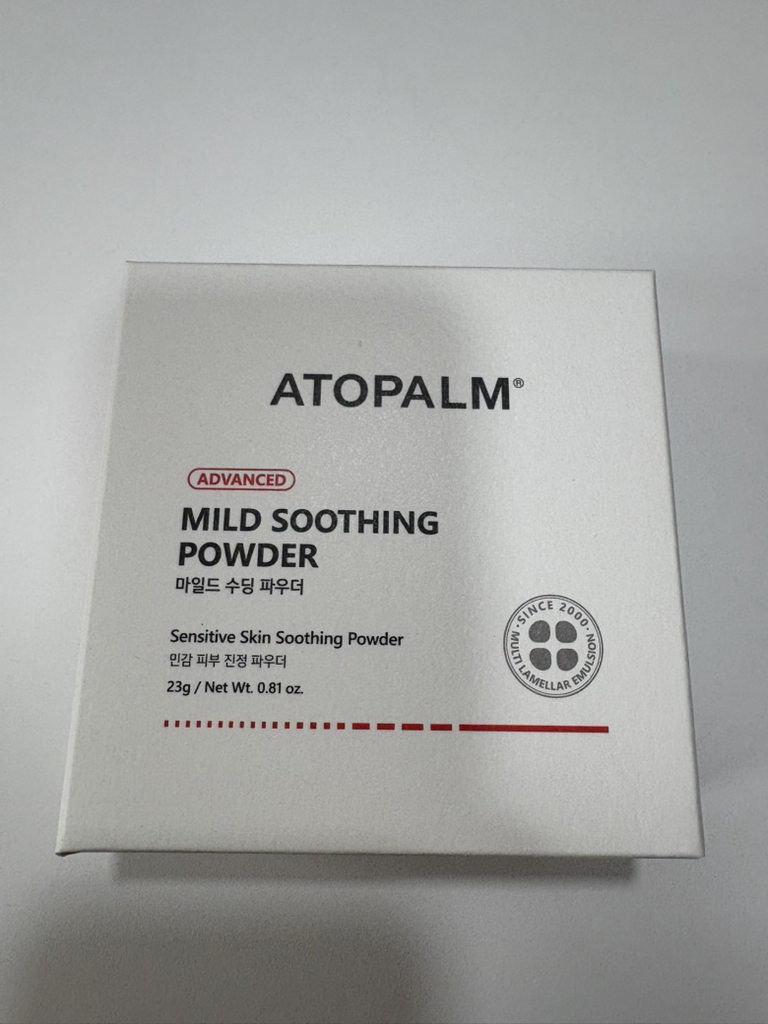 ATOPALM®
ADVANCED
MILD SOOTHING
POWDER
마일드 수딩 파우더
Sensitive Skin Soothing Powder
민감 피부 진정 파우더
23g / Net Wt. 0.81 oz.
·SINCE 2000·
MULTI LAMELLAR EMULSION